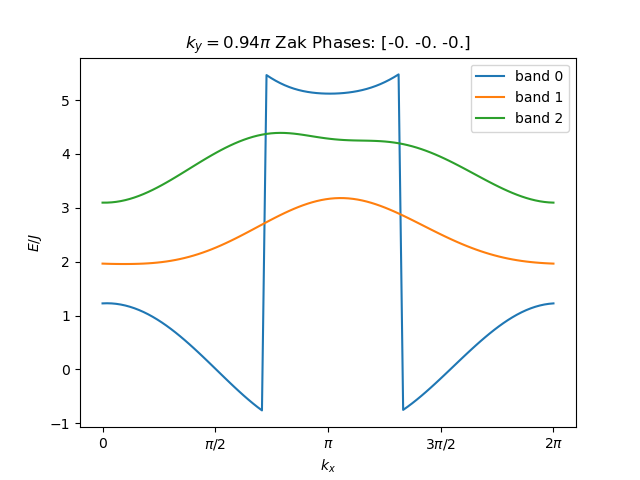 k_y = 0.94π Zak Phases: [-0. -0. -0.]
band 0
band 1
band 2
E/J
5
4
3
2
1
0
−1
0
π/2
π
3π/2
2π
k_x